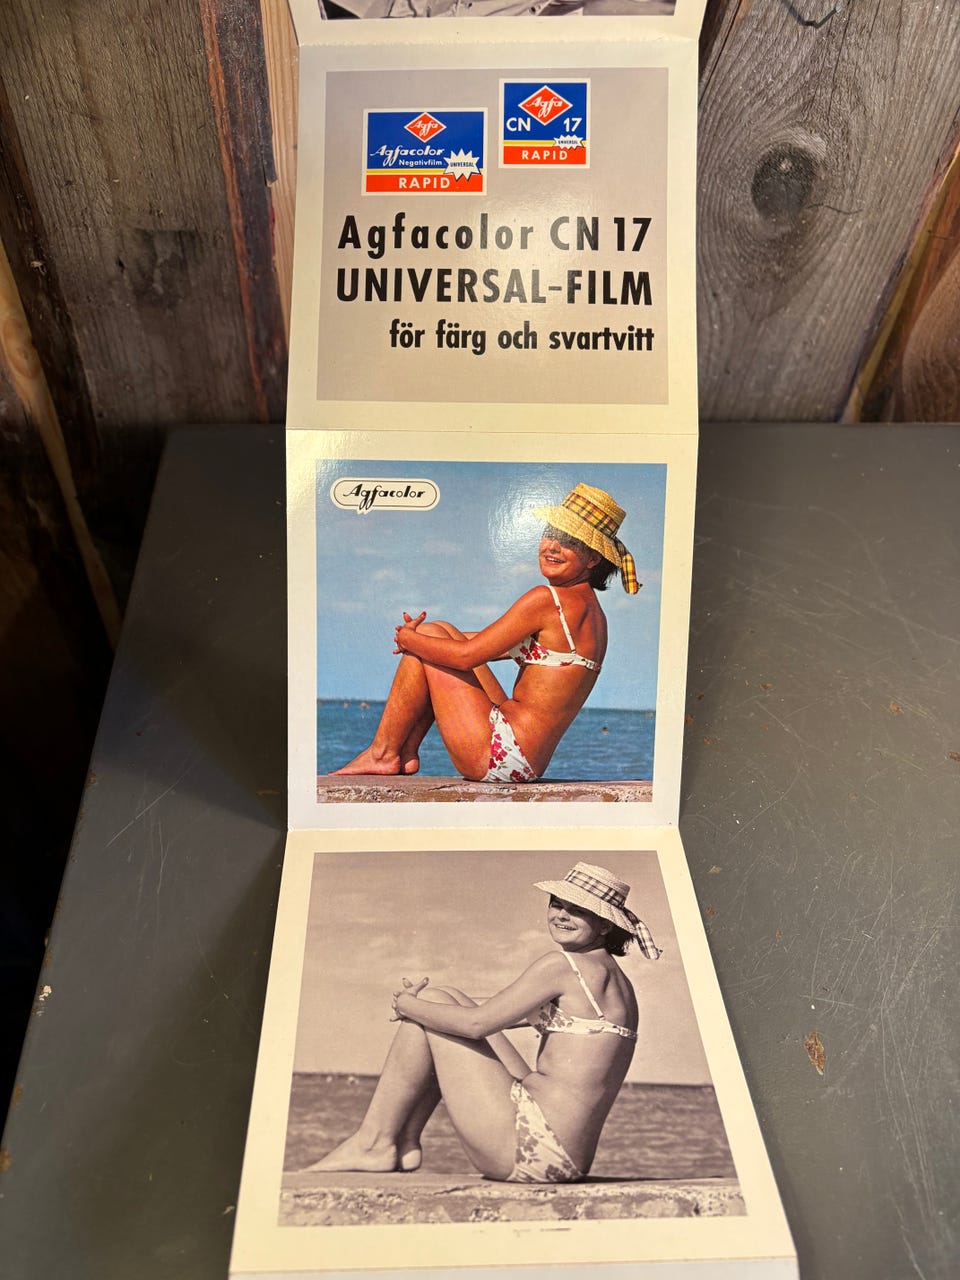 Agfa
Agfacolor
Negativfilm
UNIVERSAL
RAPID
Agfa
CN 17
UNIVERSAL
RAPID
Agfacolor CN 17
UNIVERSAL-FILM
för färg och svartvitt
Agfacolor